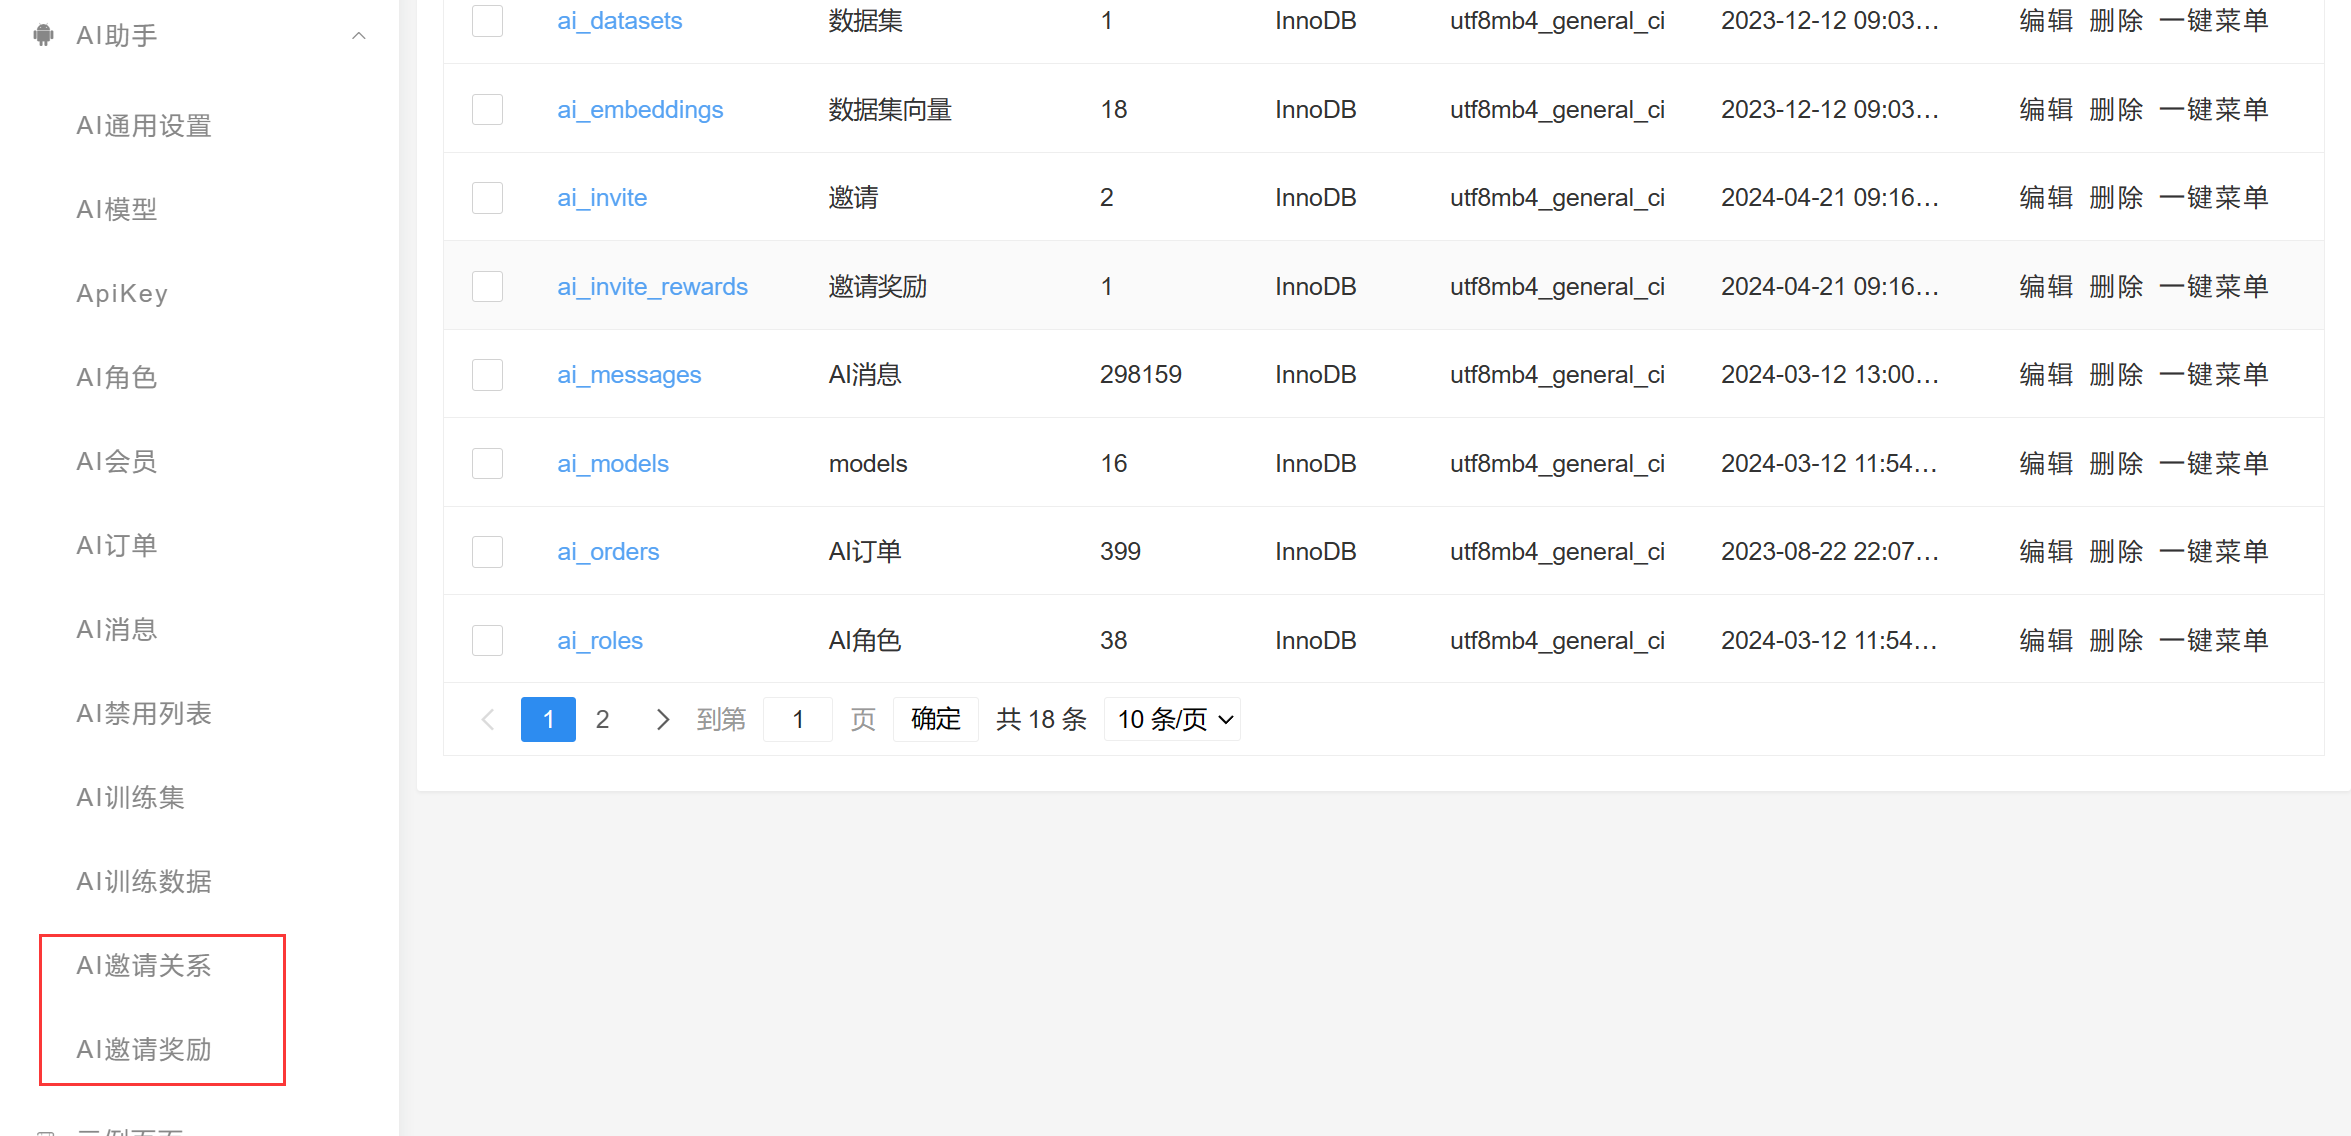 AI助手
AI通用设置
AI模型
ApiKey
AI角色
AI会员
AI订单
AI消息
AI禁用列表
AI训练集
AI训练数据
AI邀请关系
AI邀请奖励
ai_datasets 数据集 1 InnoDB utf8mb4_general_ci 2023-12-12 09:03... 编辑 删除 一键菜单
ai_embeddings 数据集向量 18 InnoDB utf8mb4_general_ci 2023-12-12 09:03... 编辑 删除 一键菜单
ai_invite 邀请 2 InnoDB utf8mb4_general_ci 2024-04-21 09:16... 编辑 删除 一键菜单
ai_invite_rewards 邀请奖励 1 InnoDB utf8mb4_general_ci 2024-04-21 09:16... 编辑 删除 一键菜单
ai_messages AI消息 298159 InnoDB utf8mb4_general_ci 2024-03-12 13:00... 编辑 删除 一键菜单
ai_models models 16 InnoDB utf8mb4_general_ci 2024-03-12 11:54... 编辑 删除 一键菜单
ai_orders AI订单 399 InnoDB utf8mb4_general_ci 2023-08-22 22:07... 编辑 删除 一键菜单
ai_roles AI角色 38 InnoDB utf8mb4_general_ci 2024-03-12 11:54... 编辑 删除 一键菜单
1 2 到第 1 页 确定 共 18 条 10 条/页